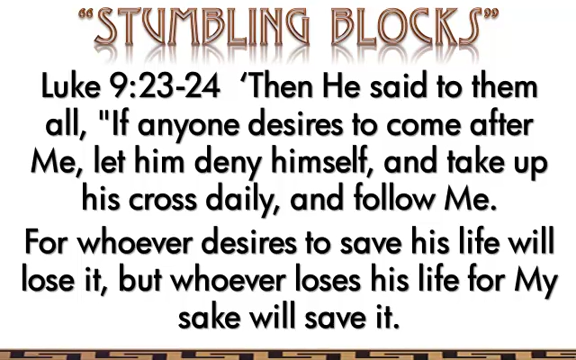 “STUMBLING BLOCKS”
Luke 9:23-24  ‘Then He said to them
all, "If anyone desires to come after
Me, let him deny himself, and take up
his cross daily, and follow Me.
For whoever desires to save his life will
lose it, but whoever loses his life for My
sake will save it.